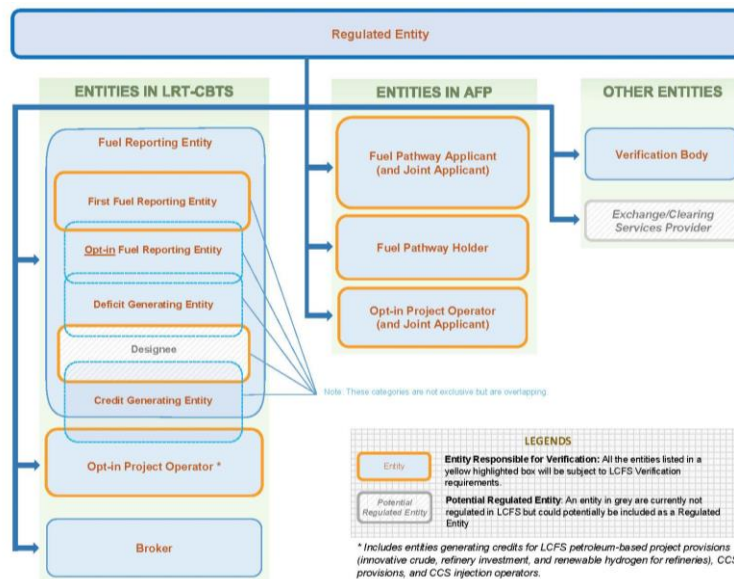 Regulated Entity
ENTITIES IN LRT-CBTS
Fuel Reporting Entity
First Fuel Reporting Entity
Opt-in Fuel Reporting Entity
Deficit Generating Entity
Designee
Credit Generating Entity
Opt-in Project Operator *
Broker
ENTITIES IN AFP
Fuel Pathway Applicant
(and Joint Applicant)
Fuel Pathway Holder
Opt-in Project Operator
(and Joint Applicant)
OTHER ENTITIES
Verification Body
Exchange/Clearing
Services Provider
Note: These categories are not exclusive but are overlapping
LEGENDS
Entity
Entity Responsible for Verification: All the entities listed in a
yellow highlighted box will be subject to LCFS Verification
requirements.
Potential
Regulated Entity
Potential Regulated Entity: An entity in grey are currently not
regulated in LCFS but could potentially be included as a Regulated
Entity
* Includes entities generating credits for LCFS petroleum-based project provisions
(innovative crude, refinery investment, and renewable hydrogen for refineries), CCS
provisions, and CCS injection operators.